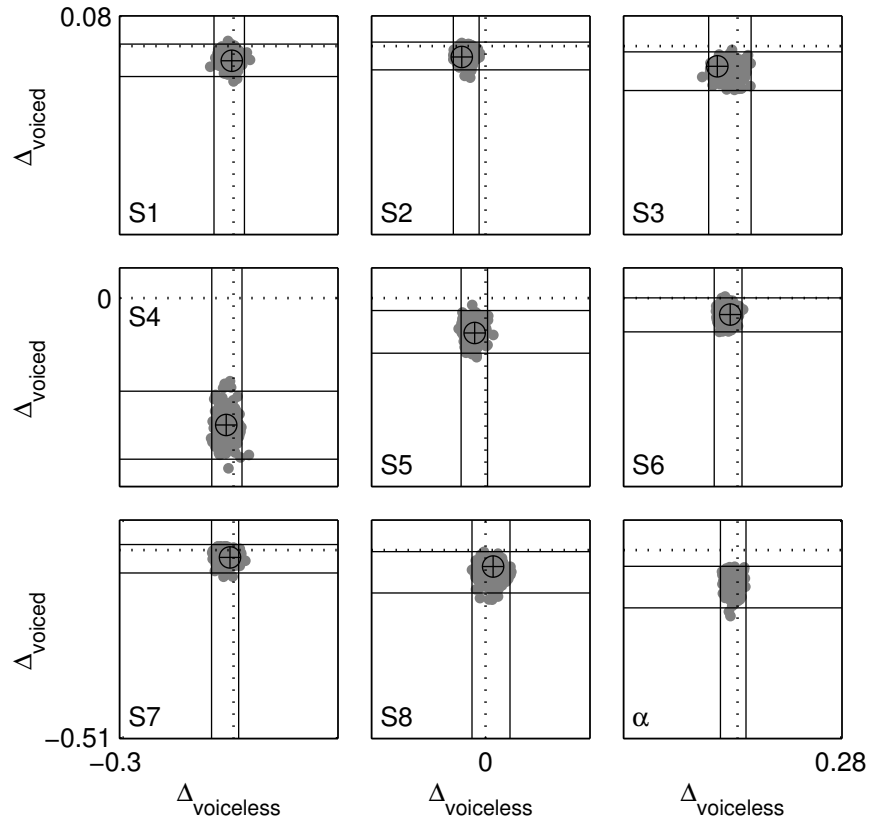 0.08
Δvoiced
S1
S2
S3
0
Δvoiced
S4
S5
S6
Δvoiced
S7
S8
α
−0.51
−0.3
0
0.28
Δvoiceless
Δvoiceless
Δvoiceless